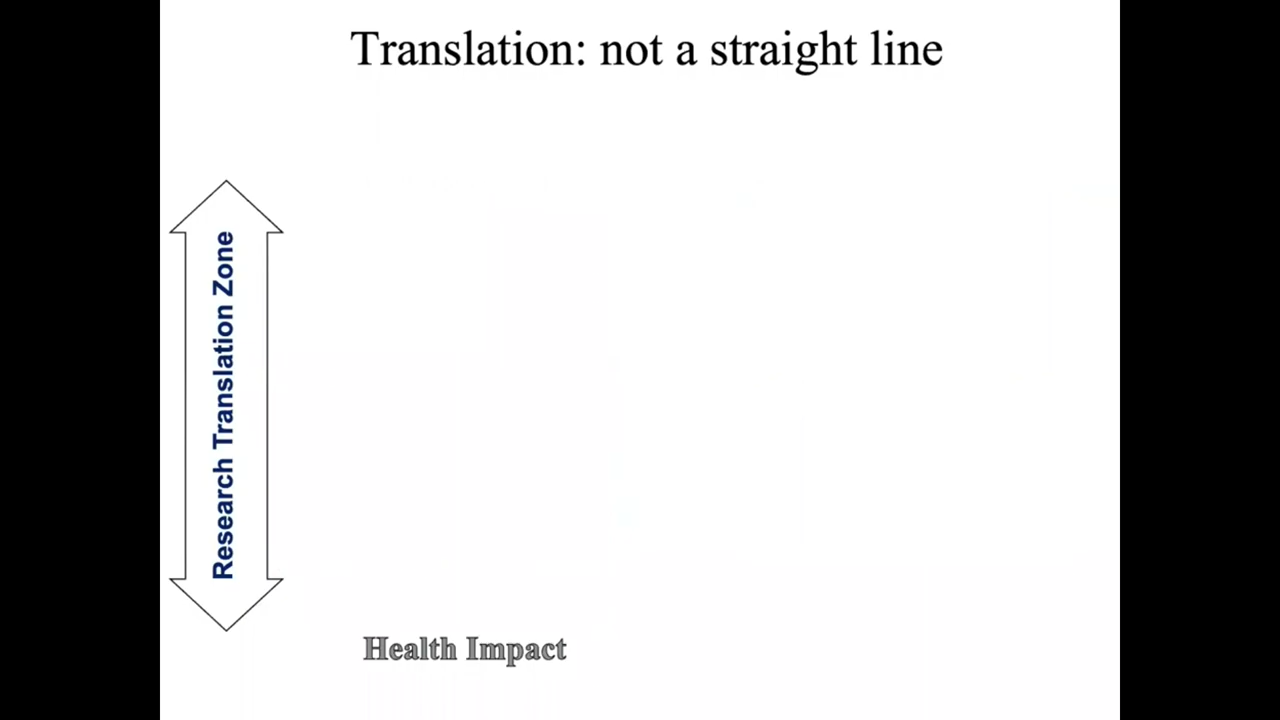 Translation: not a straight line
Research Translation Zone
Health Impact